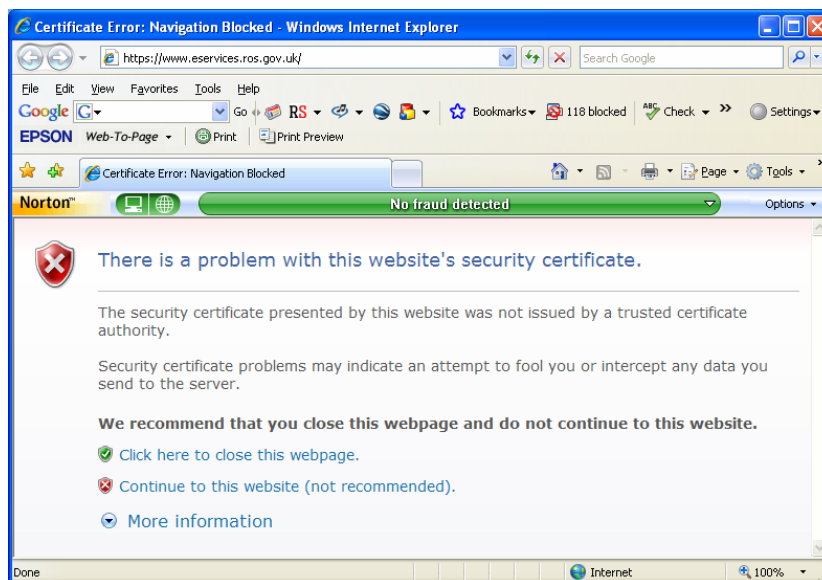 Certificate Error: Navigation Blocked - Windows Internet Explorer
https://www.eservices.ros.gov.uk/ Search Google
File Edit View Favorites Tools Help
Google G Go RS Bookmarks 118 blocked ABC Check » Settings
EPSON Web-To-Page Print Print Preview
Certificate Error: Navigation Blocked Page Tools »
Norton™ No fraud detected Options
There is a problem with this website's security certificate.
The security certificate presented by this website was not issued by a trusted certificate
authority.
Security certificate problems may indicate an attempt to fool you or intercept any data you
send to the server.
We recommend that you close this webpage and do not continue to this website.
Click here to close this webpage.
Continue to this website (not recommended).
More information
Done Internet 100%